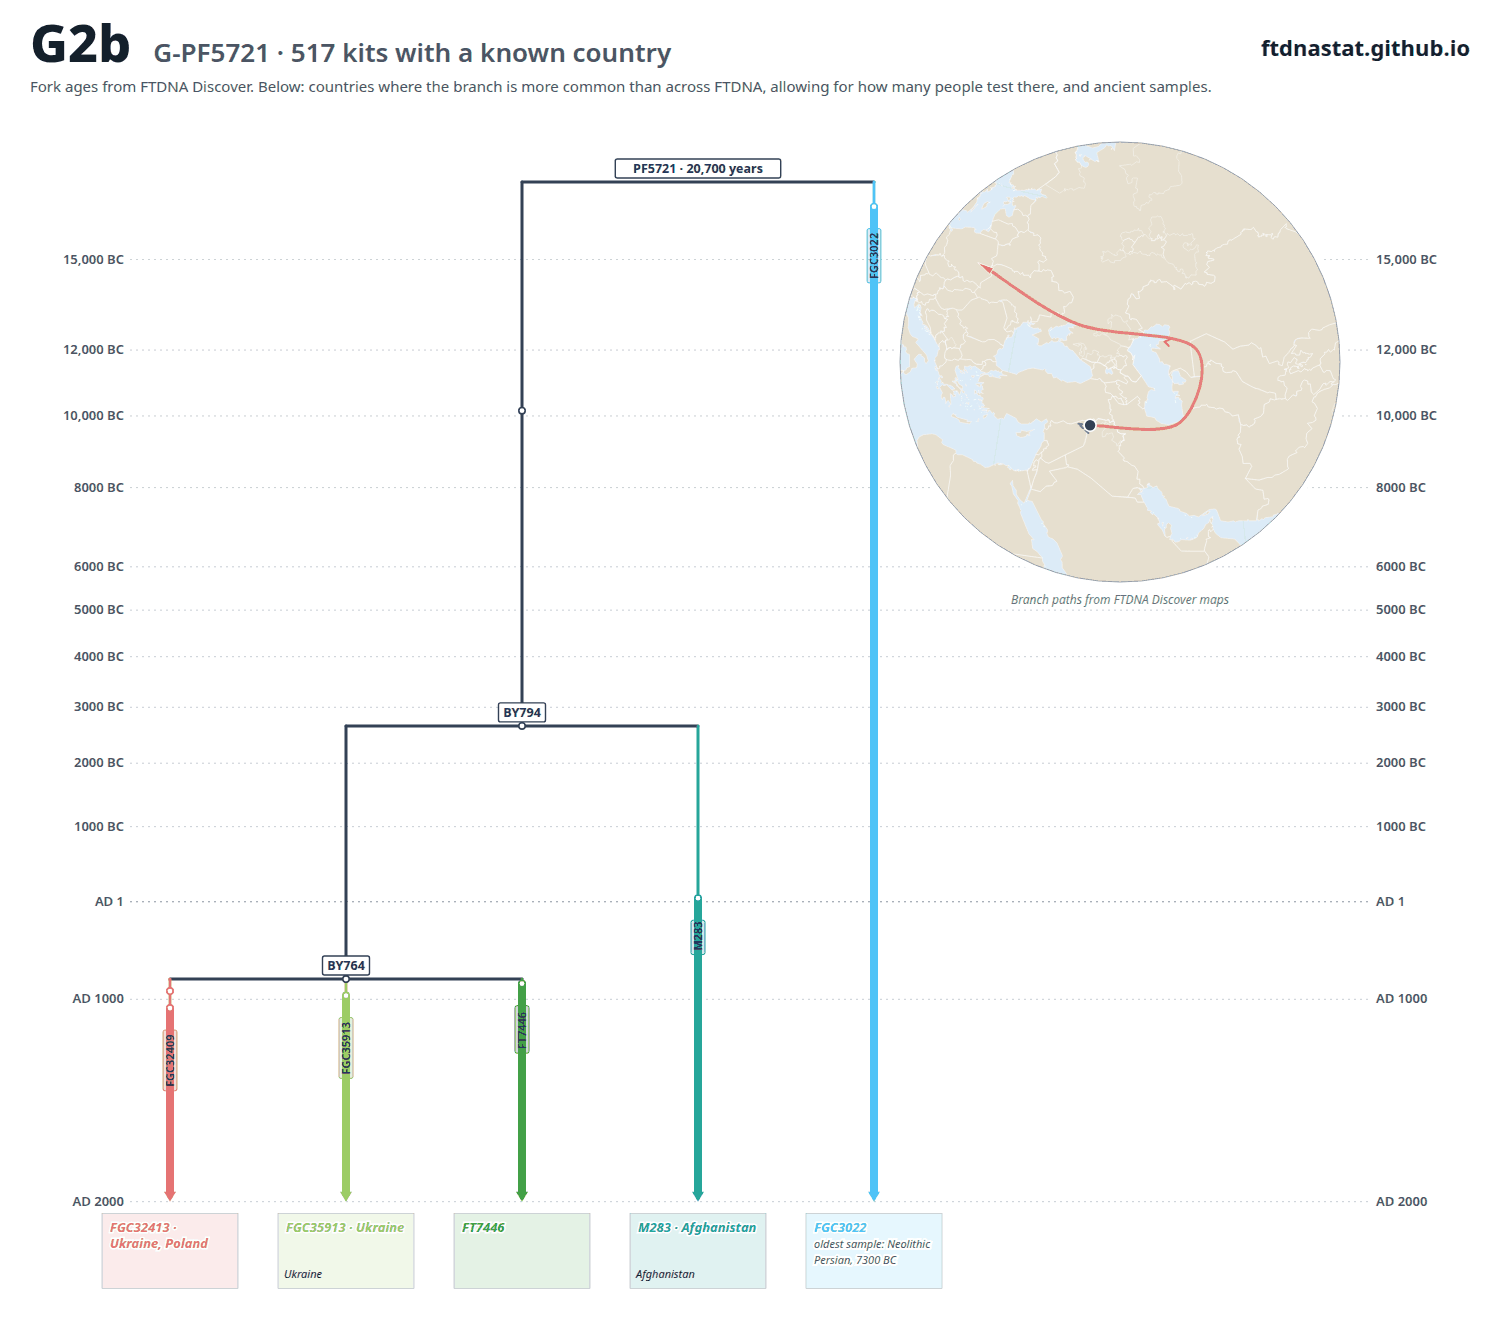 G2b G-PF5721 · 517 kits with a known country
ftdnastat.github.io
Fork ages from FTDNA Discover. Below: countries where the branch is more common than across FTDNA, allowing for how many people test there, and ancient samples.
PF5721 · 20,700 years
FGC3022
15,000 BC 15,000 BC
12,000 BC 12,000 BC
10,000 BC 10,000 BC
8000 BC 8000 BC
6000 BC 6000 BC
Branch paths from FTDNA Discover maps
5000 BC 5000 BC
4000 BC 4000 BC
3000 BC 3000 BC
BY794
2000 BC 2000 BC
1000 BC 1000 BC
AD 1 AD 1
M283
BY764
AD 1000 AD 1000
FGC32409
FGC35913
FT7446
AD 2000 AD 2000
FGC32413 ·
Ukraine, Poland
FGC35913 · Ukraine
Ukraine
FT7446
M283 · Afghanistan
Afghanistan
FGC3022
oldest sample: Neolithic
Persian, 7300 BC